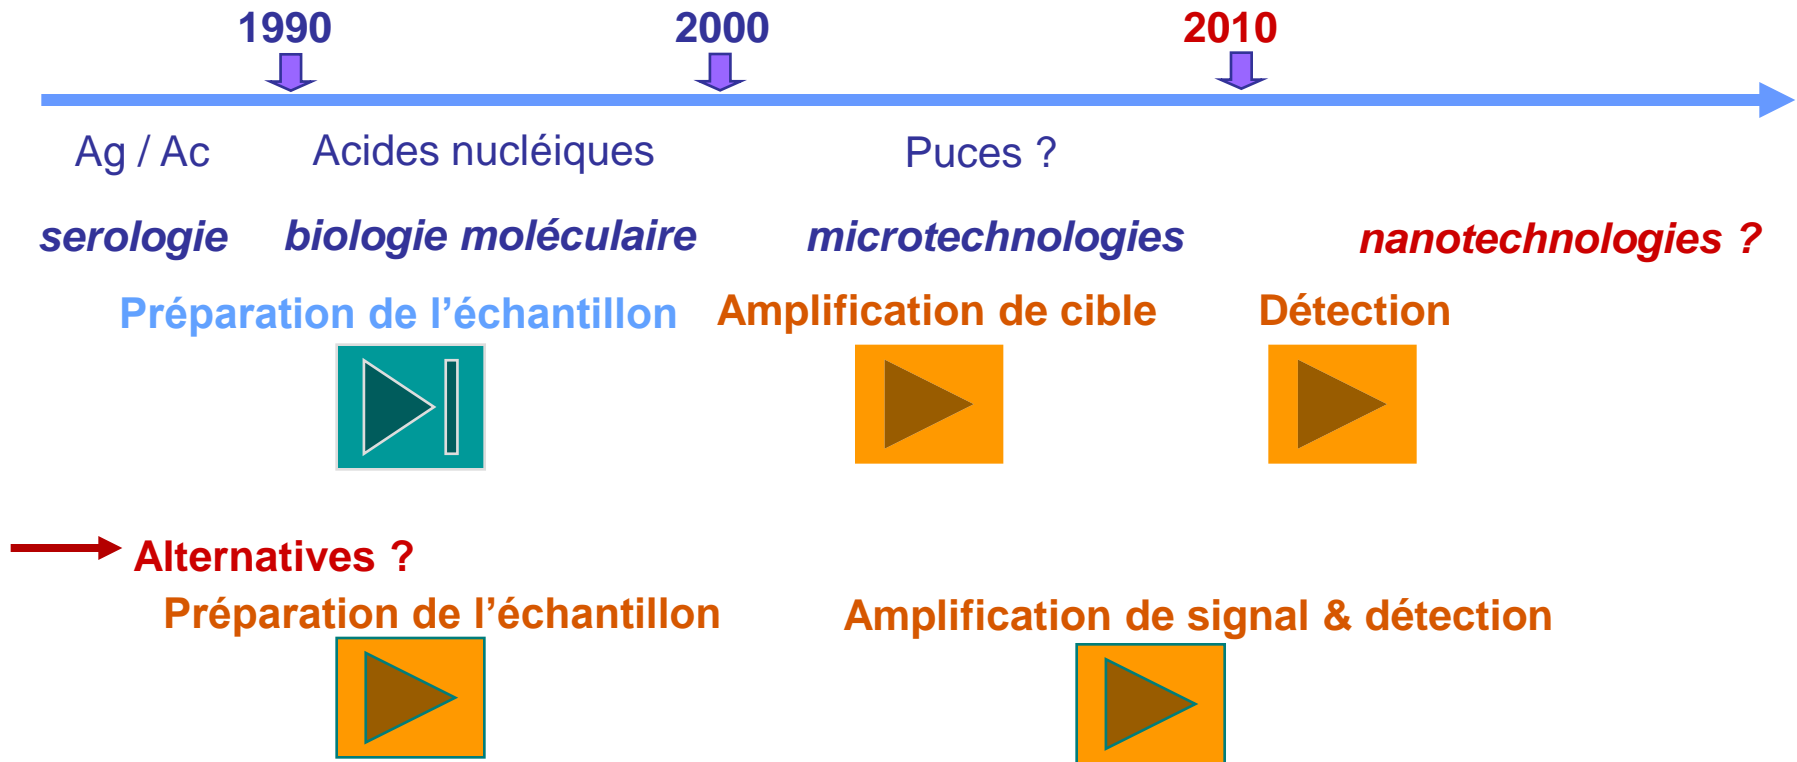 1990 2000 2010
Ag / Ac Acides nucléiques Puces ?
serologie biologie moléculaire microtechnologies nanotechnologies ?
Préparation de l’échantillon Amplification de cible Détection
Alternatives ?
Préparation de l’échantillon Amplification de signal & détection